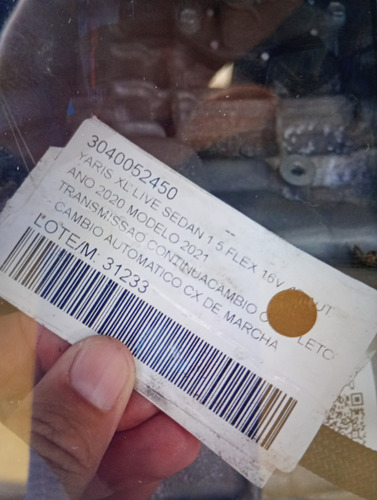 3040052450
YARIS XL LIVE SEDAN 1.5 FLEX 16V
ANO 2020 MODELO 2021
TRANSMISSAO CONTINUACAMBIO
CAMBIO AUTOMATICO CX DE MARCHA
LOTE/M. 31233